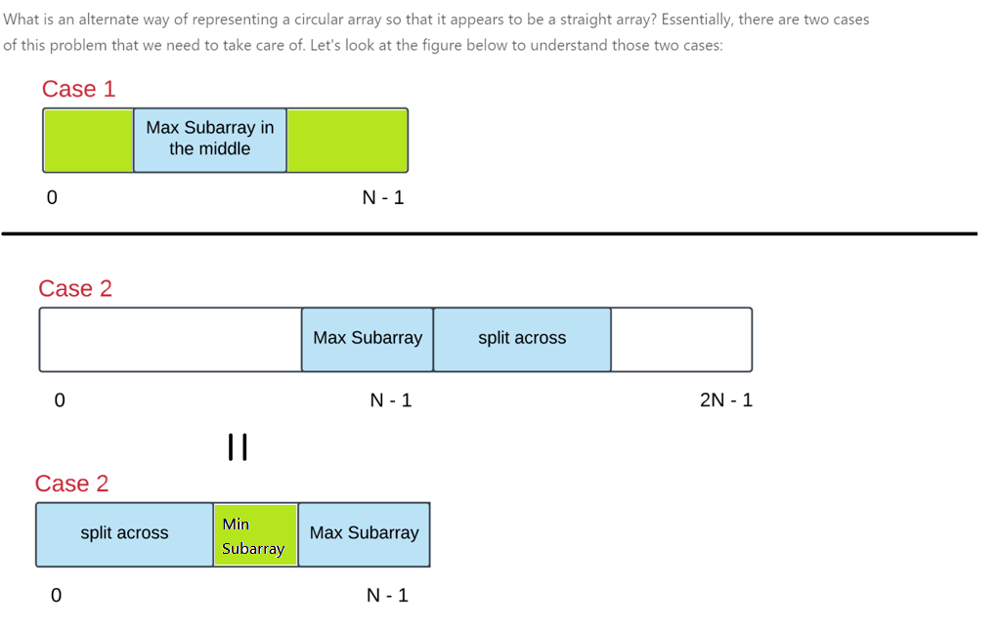 What is an alternate way of representing a circular array so that it appears to be a straight array? Essentially, there are two cases
of this problem that we need to take care of. Let's look at the figure below to understand those two cases:
Case 1
Max Subarray in
the middle
0
N - 1
Case 2
Max Subarray
split across
0
N - 1
2N - 1
Case 2
split across
Min
Subarray
Max Subarray
0
N - 1